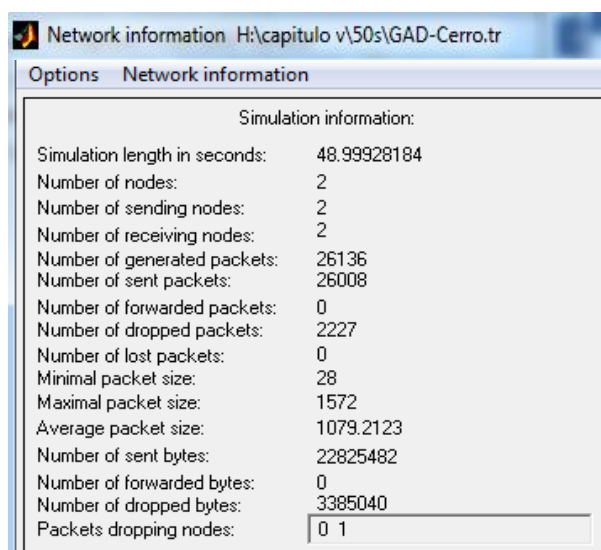 Network information H:\capitulo v\50s\GAD-Cerro.tr
Options Network information
Simulation information:
Simulation length in seconds: 48.99928184
Number of nodes: 2
Number of sending nodes: 2
Number of receiving nodes: 2
Number of generated packets: 26136
Number of sent packets: 26008
Number of forwarded packets: 0
Number of dropped packets: 2227
Number of lost packets: 0
Minimal packet size: 28
Maximal packet size: 1572
Average packet size: 1079.2123
Number of sent bytes: 22825482
Number of forwarded bytes: 0
Number of dropped bytes: 3385040
Packets dropping nodes: 0 1